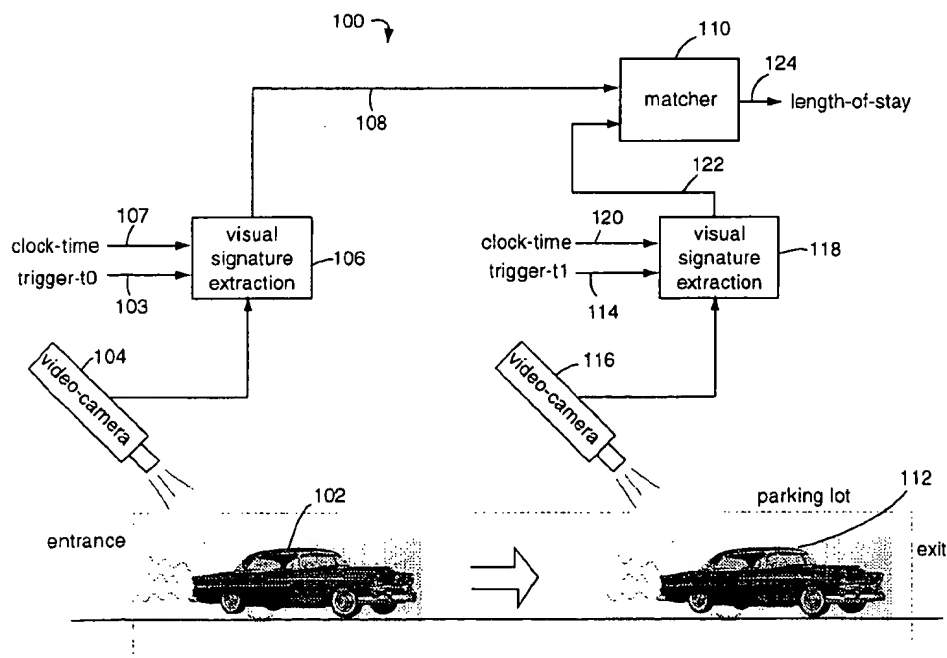 100
110
124
matcher
length-of-stay
108
122
107
clock-time
trigger-t0
103
visual
signature
extraction
106
120
clock-time
trigger-t1
114
visual
signature
extraction
118
104
video-camera
116
video-camera
102
parking lot
112
entrance
exit